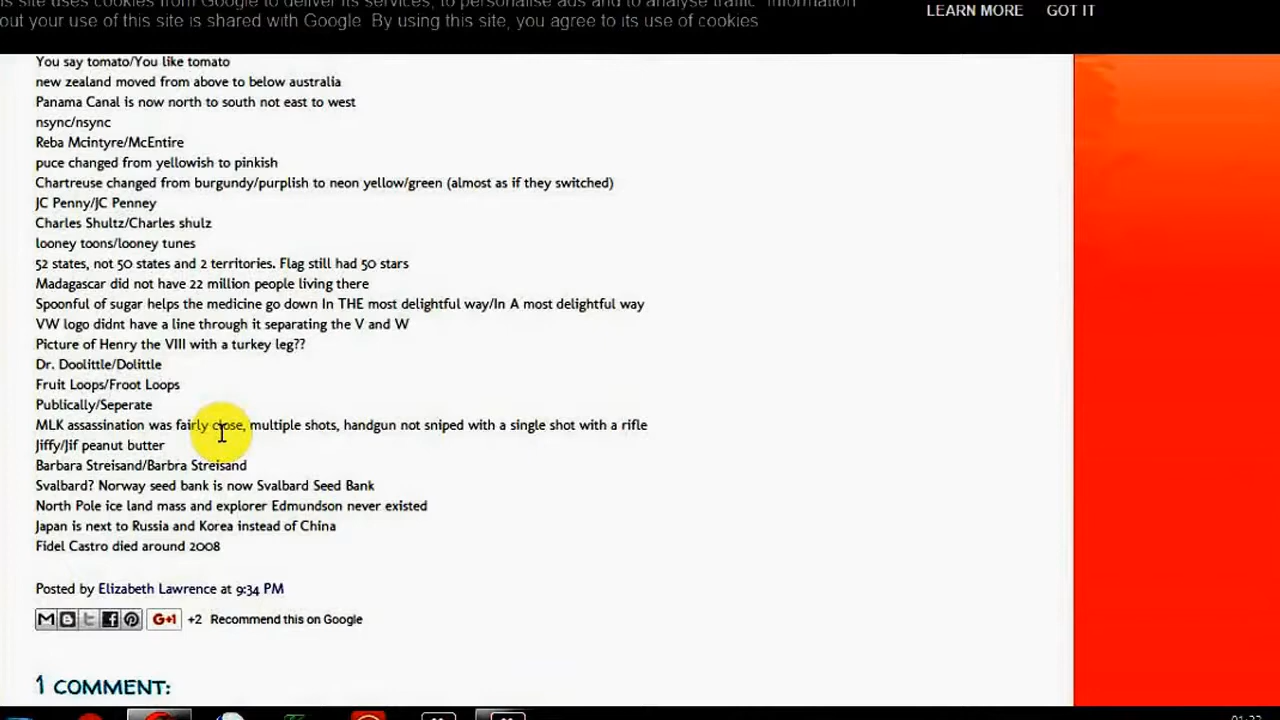 s site uses cookies from Google to deliver its services, to personalise ads and to analyse traffic. Information
out your use of this site is shared with Google. By using this site, you agree to its use of cookies
LEARN MORE GOT IT
You say tomato/You like tomato
new zealand moved from above to below australia
Panama Canal is now north to south not east to west
nsync/nsync
Reba Mcintyre/McEntire
puce changed from yellowish to pinkish
Chartreuse changed from burgundy/purplish to neon yellow/green (almost as if they switched)
JC Penny/JC Penney
Charles Shultz/Charles shulz
looney toons/looney tunes
52 states, not 50 states and 2 territories. Flag still had 50 stars
Madagascar did not have 22 million people living there
Spoonful of sugar helps the medicine go down In THE most delightful way/In A most delightful way
VW logo didnt have a line through it separating the V and W
Picture of Henry the VIII with a turkey leg??
Dr. Doolittle/Dolittle
Fruit Loops/Froot Loops
Publically/Seperate
MLK assassination was fairly close, multiple shots, handgun not sniped with a single shot with a rifle
Jiffy/Jif peanut butter
Barbara Streisand/Barbra Streisand
Svalbard? Norway seed bank is now Svalbard Seed Bank
North Pole ice land mass and explorer Edmundson never existed
Japan is next to Russia and Korea instead of China
Fidel Castro died around 2008
Posted by Elizabeth Lawrence at 9:34 PM
G+1 +2 Recommend this on Google
1 COMMENT: